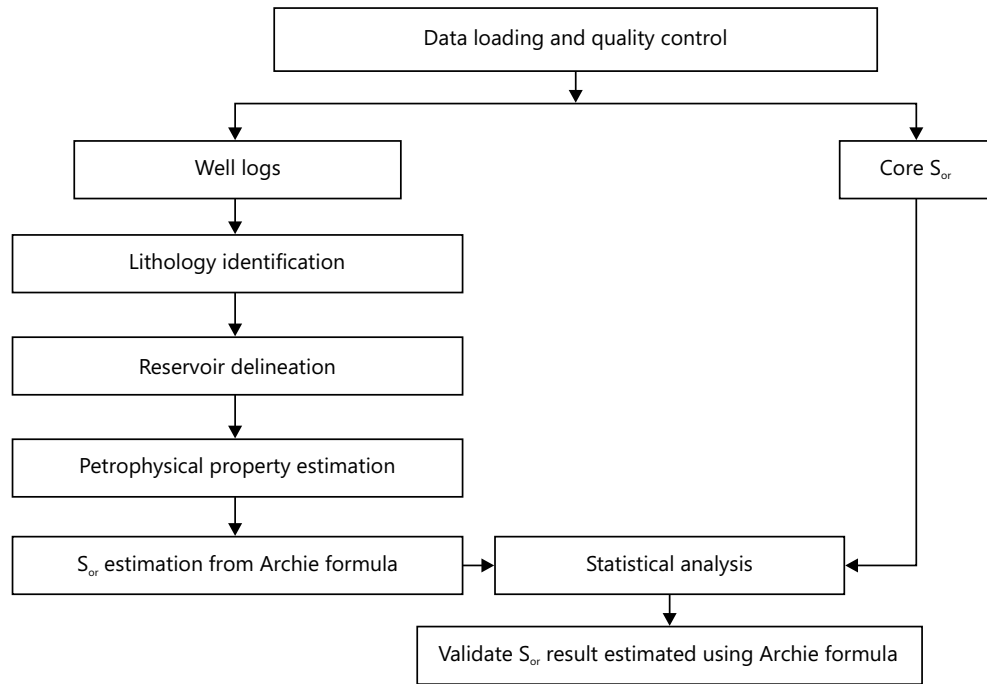 Data loading and quality control
Well logs
Core Sor
Lithology identification
Reservoir delineation
Petrophysical property estimation
Sor estimation from Archie formula
Statistical analysis
Validate Sor result estimated using Archie formula